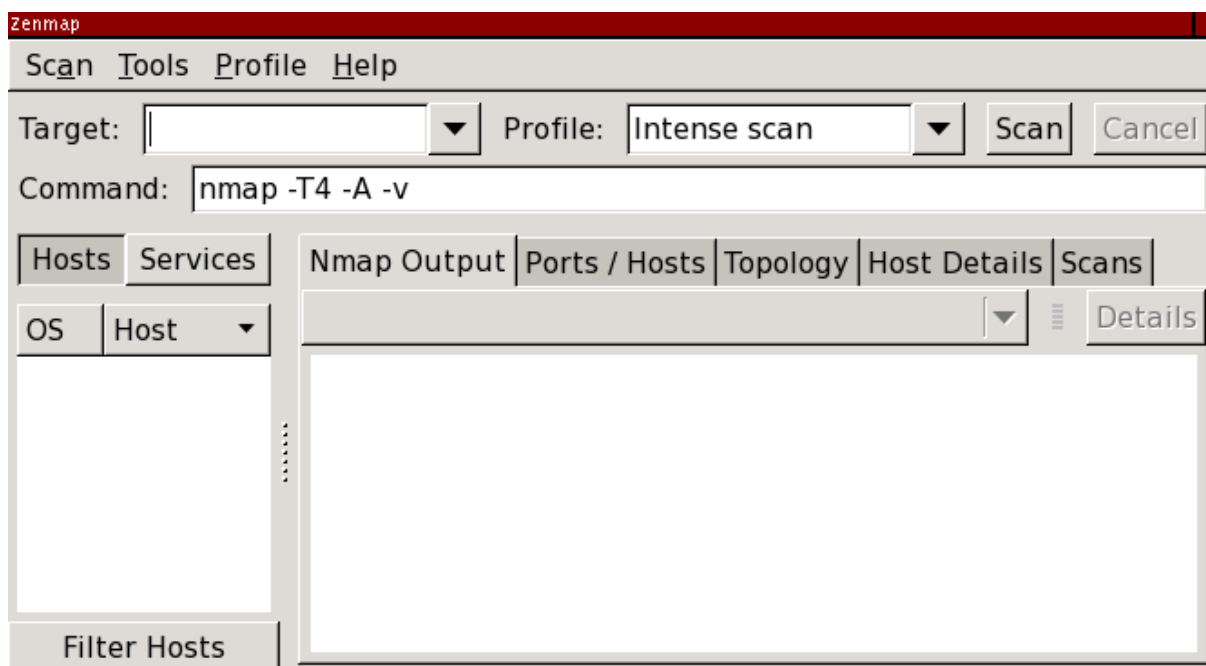 Zenmap
Scan Tools Profile Help
Target: Profile: Intense scan Scan Cancel
Command: nmap -T4 -A -v
Hosts Services Nmap Output Ports / Hosts Topology Host Details Scans
Details
OS Host
Filter Hosts